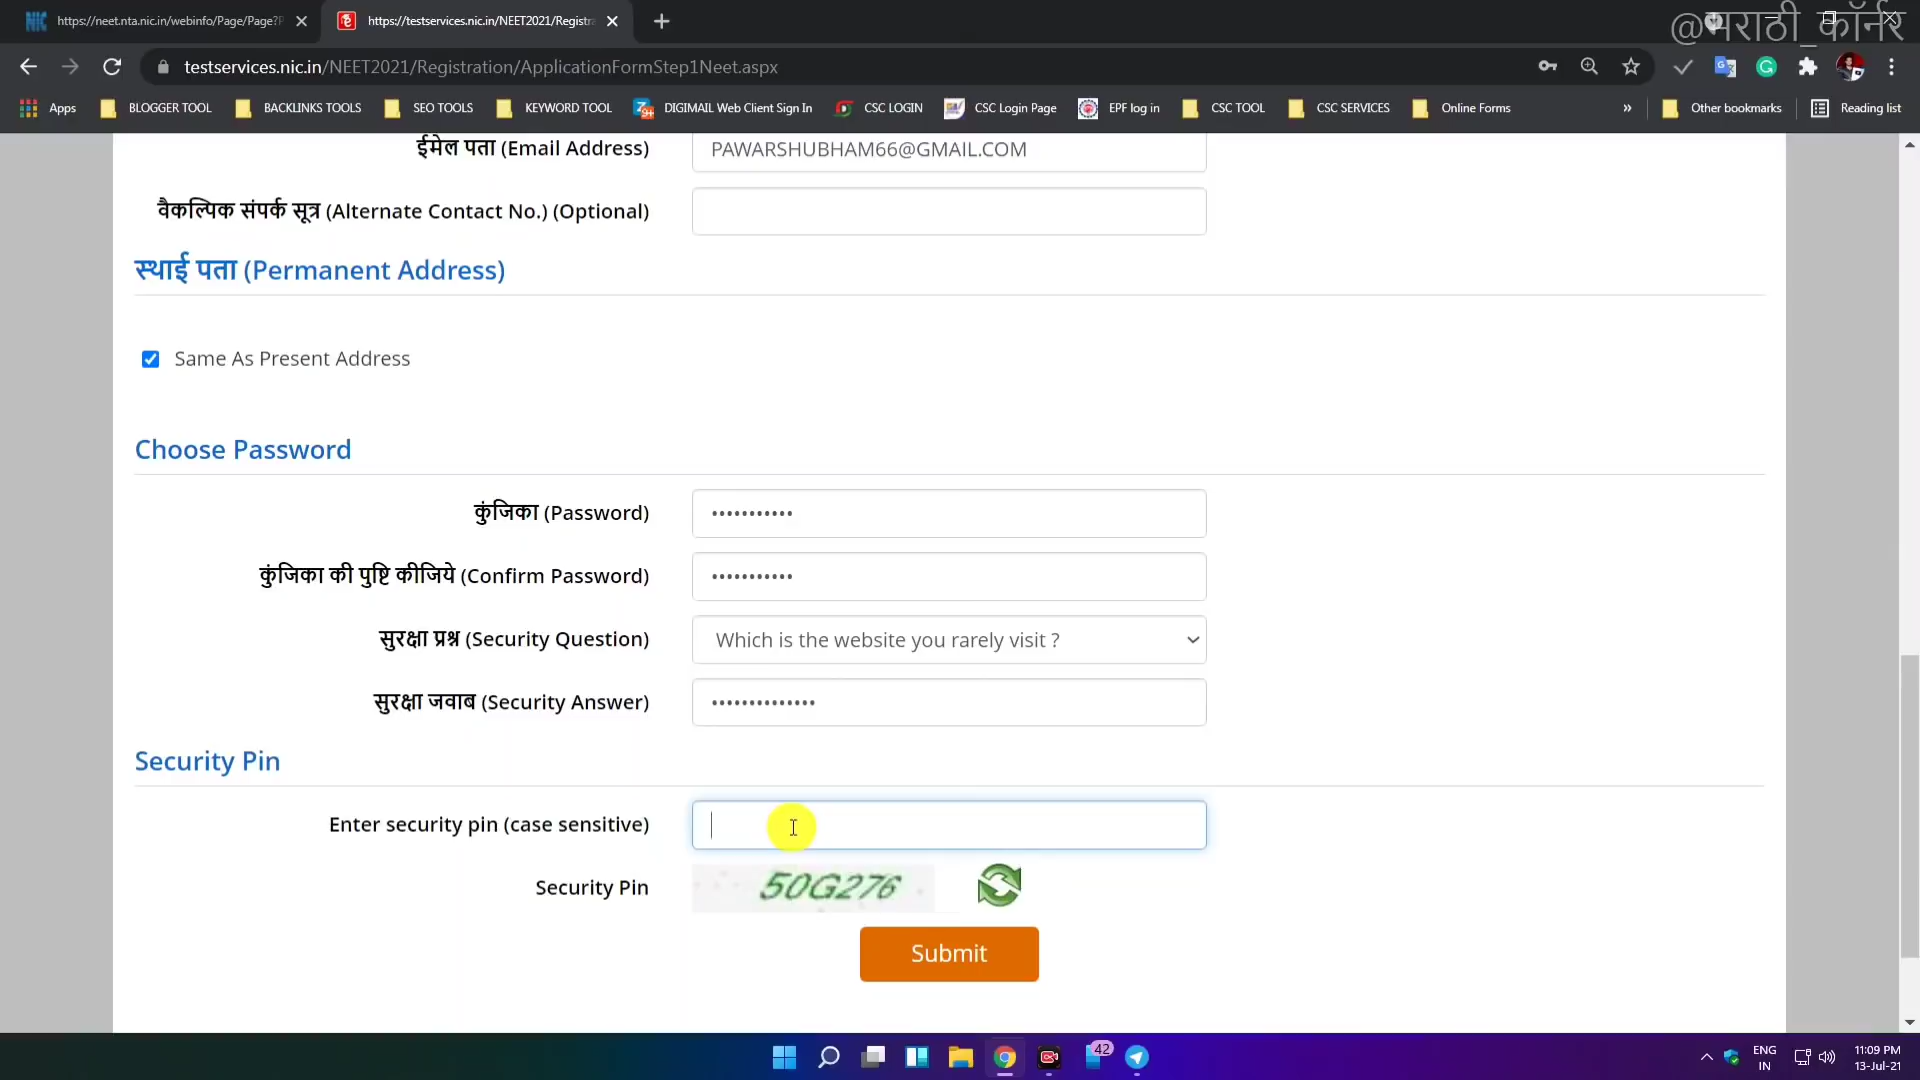 https://neet.nta.nic.in/webinfo/Page/Page?P
https://testservices.nic.in/NEET2021/Registra
@मराठी_कॉर्नर
testservices.nic.in/NEET2021/Registration/ApplicationFormStep1Neet.aspx
Apps BLOGGER TOOL BACKLINKS TOOLS SEO TOOLS KEYWORD TOOL DIGIMAIL Web Client Sign In CSC LOGIN CSC Login Page EPF log in CSC TOOL CSC SERVICES Online Forms » Other bookmarks Reading list
ईमेल पता (Email Address) PAWARSHUBHAM66@GMAIL.COM
वैकल्पिक संपर्क सूत्र (Alternate Contact No.) (Optional)
स्थाई पता (Permanent Address)
Same As Present Address
Choose Password
कुंजिका (Password) •••••••••••
कुंजिका की पुष्टि कीजिये (Confirm Password) •••••••••••
सुरक्षा प्रश्न (Security Question) Which is the website you rarely visit ?
सुरक्षा जवाब (Security Answer) ••••••••••••••
Security Pin
Enter security pin (case sensitive)
Security Pin 50G276
Submit
42
ENG
IN
11:09 PM
13-Jul-21